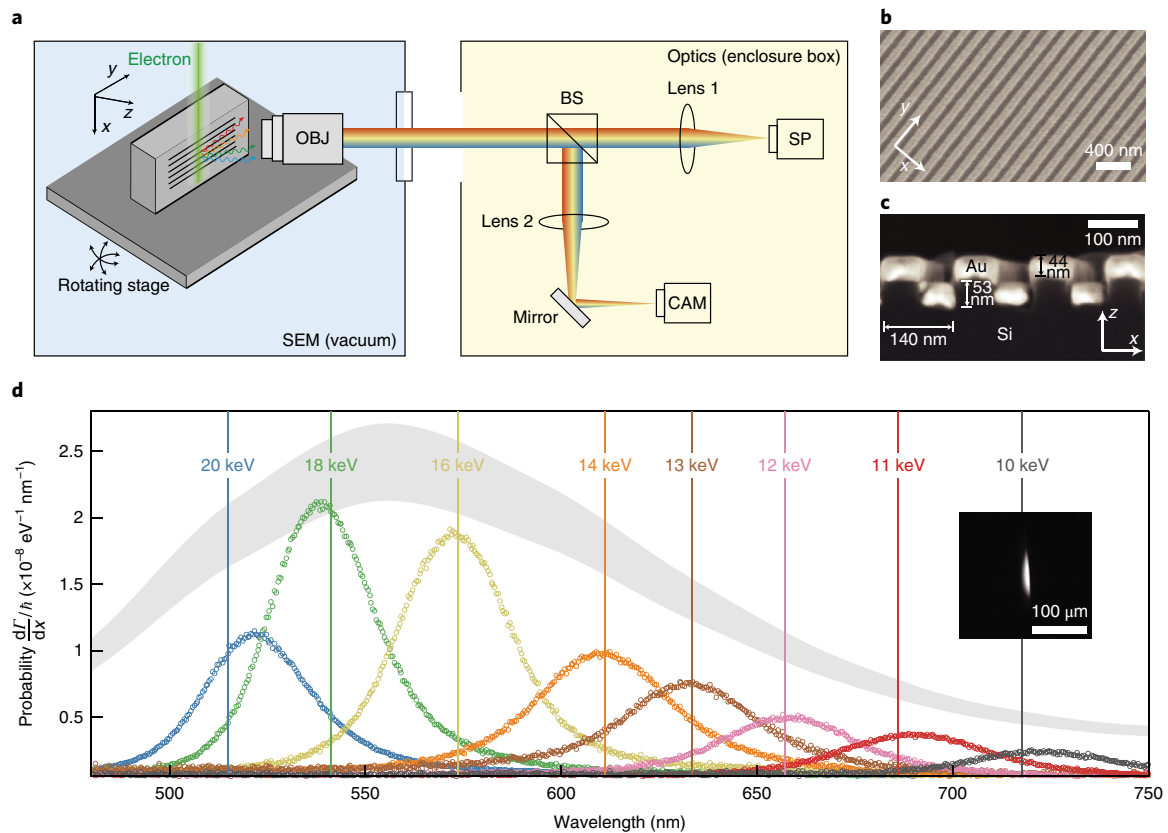 a
Electron
y
z
x
OBJ
Rotating stage
SEM (vacuum)
Optics (enclosure box)
BS
Lens 1
SP
Lens 2
Mirror
CAM
b
y
x
400 nm
c
100 nm
Au
44
nm
53
nm
140 nm
Si
z
x
d
Probability dΓ/dx /ℏ (×10⁻⁸ eV⁻¹ nm⁻¹)
2.5
2
1.5
1
0.5
20 keV
18 keV
16 keV
14 keV
13 keV
12 keV
11 keV
10 keV
100 μm
500
550
600
650
700
750
Wavelength (nm)